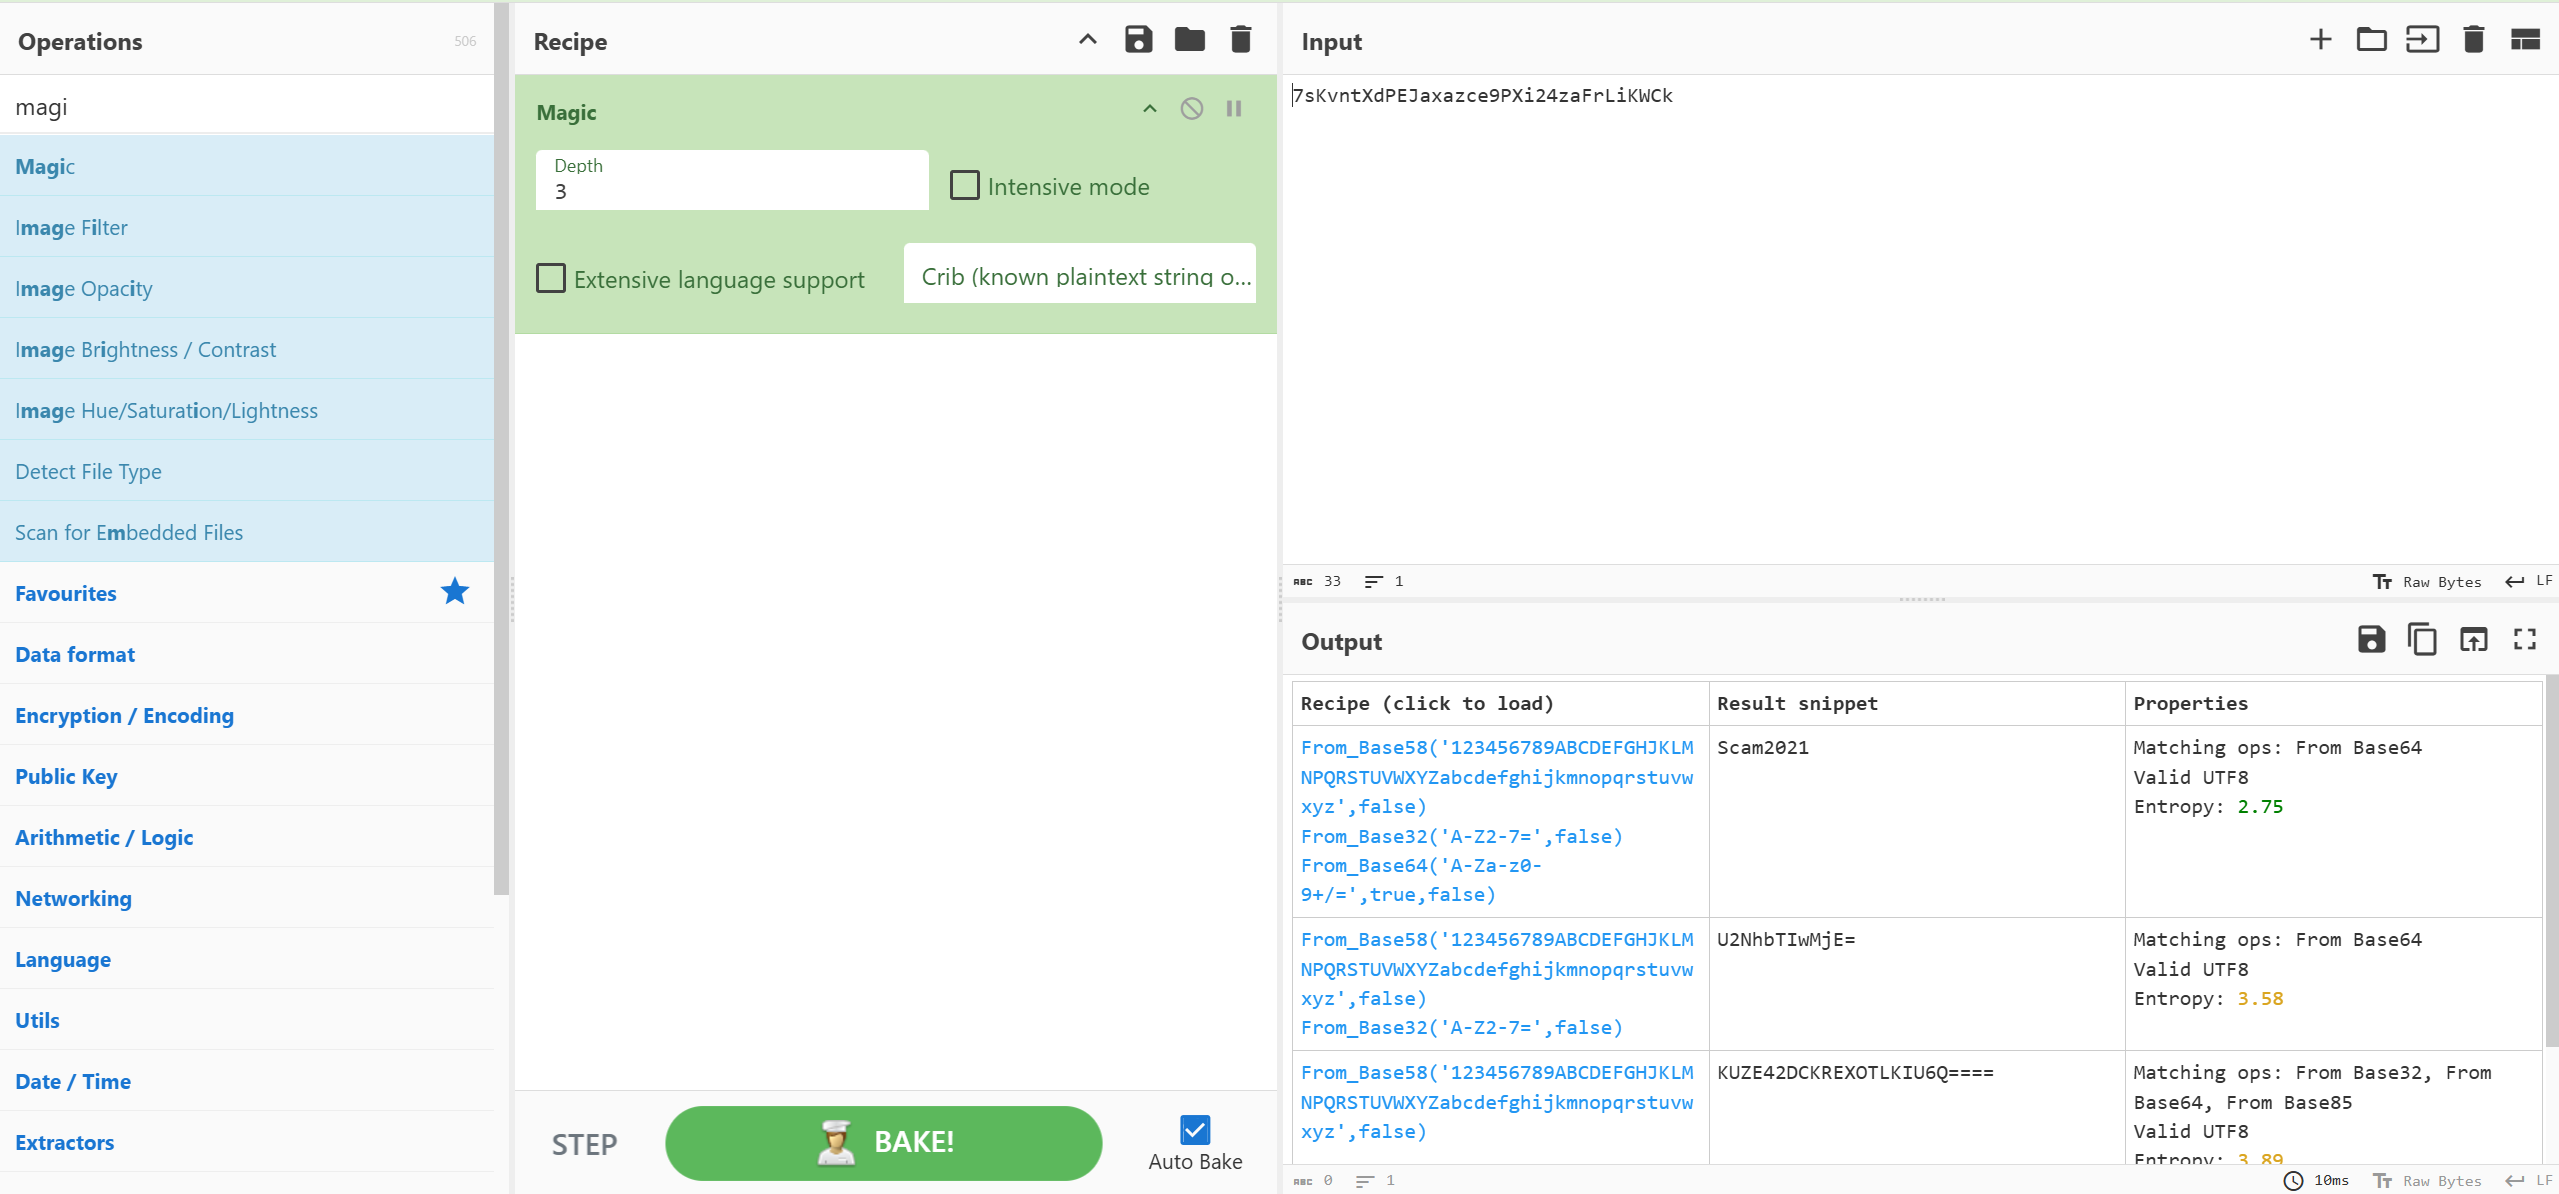 Operations
506
magi
Magic
Image Filter
Image Opacity
Image Brightness / Contrast
Image Hue/Saturation/Lightness
Detect File Type
Scan for Embedded Files
Favourites
Data format
Encryption / Encoding
Public Key
Arithmetic / Logic
Networking
Language
Utils
Date / Time
Extractors
Recipe
Magic
Depth
3
Intensive mode
Extensive language support
Crib (known plaintext string o...
STEP
BAKE!
Auto Bake
Input
7sKvntXdPEJaxazce9PXi24zaFrLiKWCk
ABC 33 1
Raw Bytes LF
Output
Recipe (click to load) Result snippet Properties
From_Base58('123456789ABCDEFGHJKLM
NPQRSTUVWXYZabcdefghijkmnopqrstuvw
xyz',false)
From_Base32('A-Z2-7=',false)
From_Base64('A-Za-z0-
9+/=',true,false)
Scam2021
Matching ops: From Base64
Valid UTF8
Entropy: 2.75
From_Base58('123456789ABCDEFGHJKLM
NPQRSTUVWXYZabcdefghijkmnopqrstuvw
xyz',false)
From_Base32('A-Z2-7=',false)
U2NhbTIwMjE=
Matching ops: From Base64
Valid UTF8
Entropy: 3.58
From_Base58('123456789ABCDEFGHJKLM
NPQRSTUVWXYZabcdefghijkmnopqrstuvw
xyz',false)
KUZE42DCKREXOTLKIU6Q====
Matching ops: From Base32, From
Base64, From Base85
Valid UTF8
Entropy: 3.89
ABC 0 1
10ms Raw Bytes LF